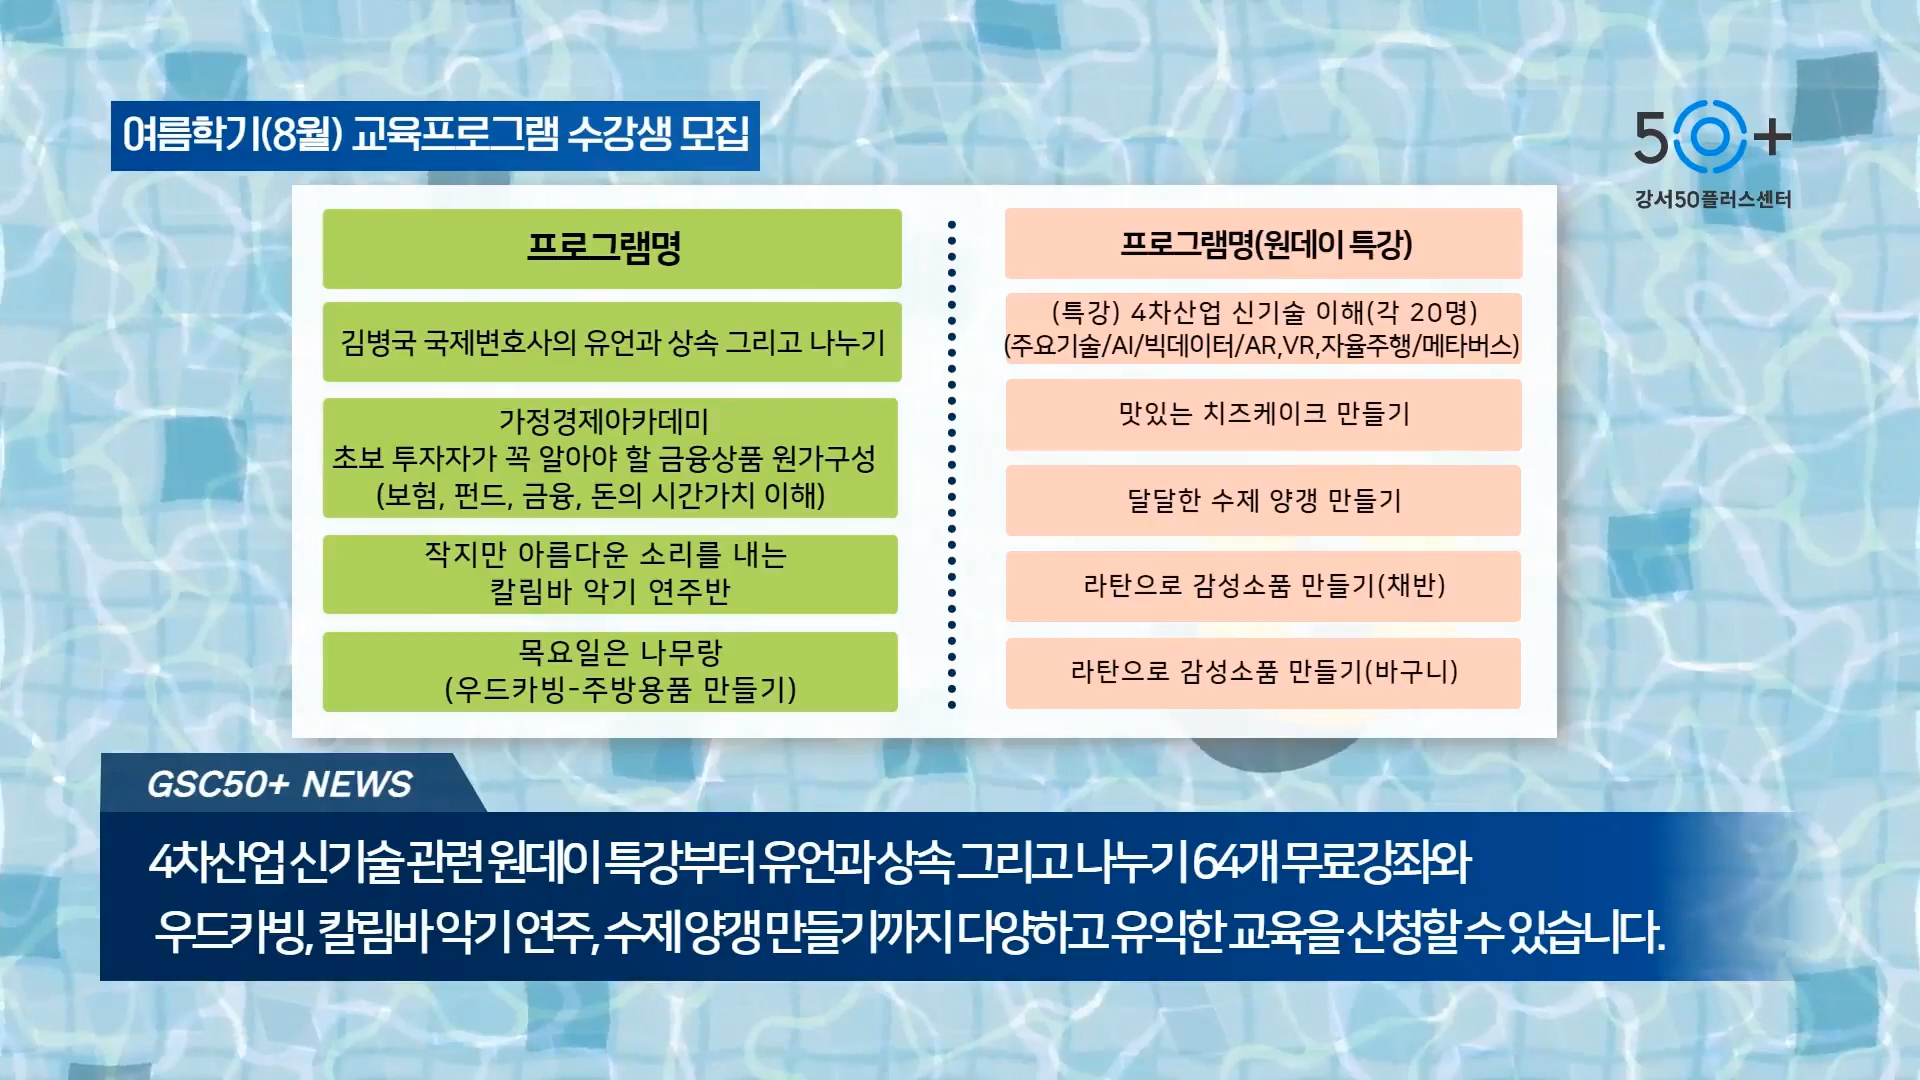 여름학기(8월) 교육프로그램 수강생 모집
50+
강서50플러스센터
프로그램명
김병국 국제변호사의 유언과 상속 그리고 나누기
가정경제아카데미
초보 투자자가 꼭 알아야 할 금융상품 원가구성
(보험, 펀드, 금융, 돈의 시간가치 이해)
작지만 아름다운 소리를 내는
칼림바 악기 연주반
목요일은 나무랑
(우드카빙-주방용품 만들기)
프로그램명(원데이 특강)
(특강) 4차산업 신기술 이해(각 20명)
(주요기술/AI/빅데이터/AR,VR,자율주행/메타버스)
맛있는 치즈케이크 만들기
달달한 수제 양갱 만들기
라탄으로 감성소품 만들기(채반)
라탄으로 감성소품 만들기(바구니)
GSC50+ NEWS
4차산업 신기술 관련 원데이 특강부터 유언과 상속 그리고 나누기 64개 무료강좌와
우드카빙, 칼림바 악기 연주, 수제 양갱 만들기까지 다양하고 유익한 교육을 신청할 수 있습니다.